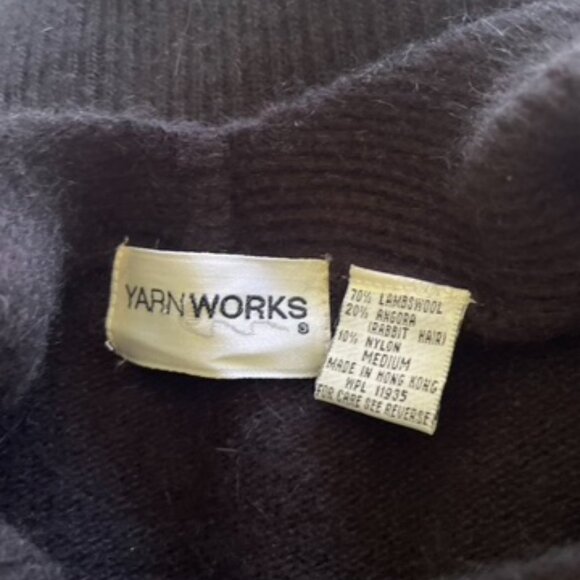 YARNWORKS
®
70% LAMBSWOOL
20% ANGORA
(RABBIT HAIR)
10% NYLON
MEDIUM
MADE IN HONG KONG
WPL 11935
FOR CARE SEE REVERSE